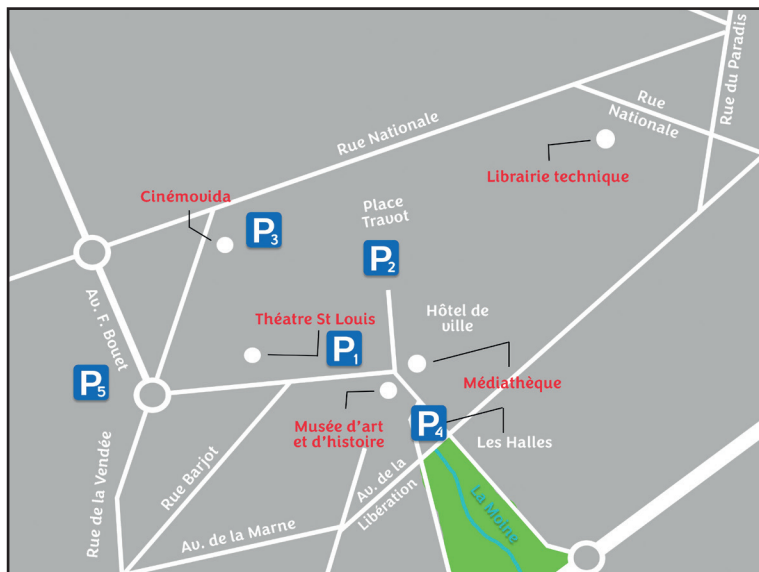 Rue du Paradis
Rue Nationale
Rue
Nationale
Librairie technique
Cinémovida
P3
Place
Travot
P2
Av. F. Bouet
Théatre St Louis
P1
Hôtel de
ville
P5
Médiathèque
Musée d'art
et d'histoire
P4
Les Halles
Rue de la Vendée
Rue Barjot
Av. de la
Libération
Av. de la Marne
La Moine